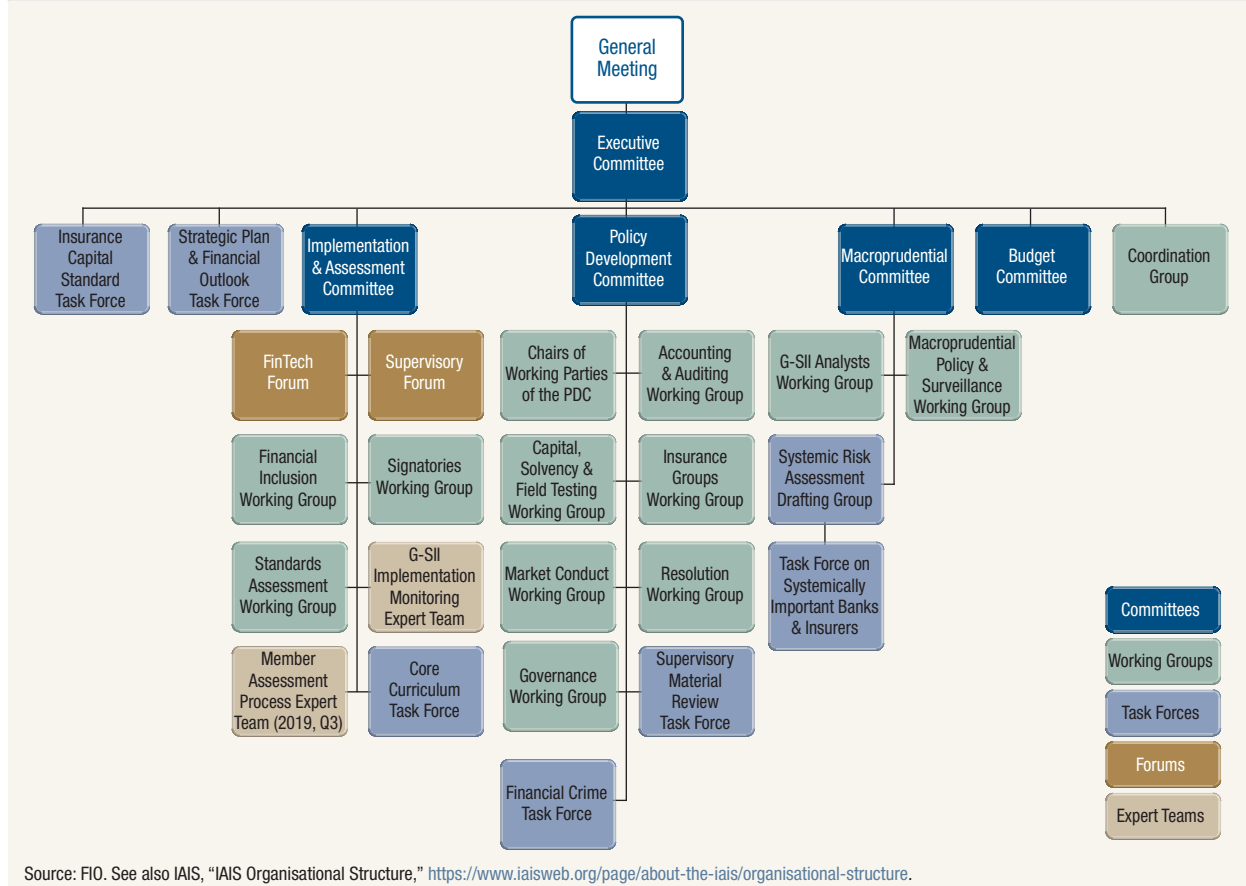 General
Meeting
Executive
Committee
Insurance
Capital
Standard
Task Force
Strategic Plan
& Financial
Outlook
Task Force
Implementation
& Assessment
Committee
Policy
Development
Committee
Macroprudential
Committee
Budget
Committee
Coordination
Group
FinTech
Forum
Supervisory
Forum
Chairs of
Working Parties
of the PDC
Accounting
& Auditing
Working Group
G-SII Analysts
Working Group
Macroprudential
Policy &
Surveillance
Working Group
Financial
Inclusion
Working Group
Signatories
Working Group
Capital,
Solvency &
Field Testing
Working Group
Insurance
Groups
Working Group
Systemic Risk
Assessment
Drafting Group
Standards
Assessment
Working Group
G-SII
Implementation
Monitoring
Expert Team
Market Conduct
Working Group
Resolution
Working Group
Task Force on
Systemically
Important Banks
& Insurers
Member
Assessment
Process Expert
Team (2019, Q3)
Core
Curriculum
Task Force
Governance
Working Group
Supervisory
Material
Review
Task Force
Financial Crime
Task Force
Committees
Working Groups
Task Forces
Forums
Expert Teams
Source: FIO. See also IAIS, “IAIS Organisational Structure,” https://www.iaisweb.org/page/about-the-iais/organisational-structure.